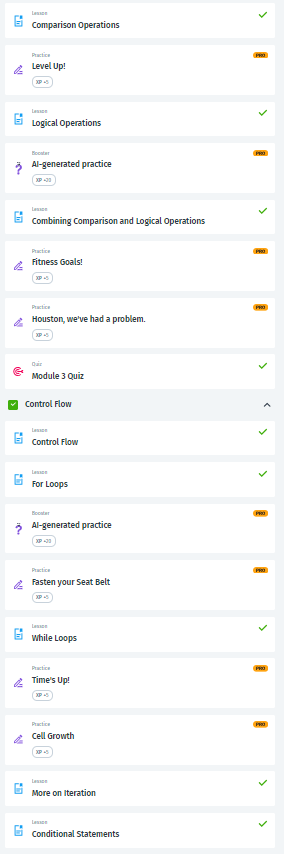 Lesson
Comparison Operations
Practice
PRO
Level Up!
XP +5
Lesson
Logical Operations
Booster
PRO
AI-generated practice
XP +20
Lesson
Combining Comparison and Logical Operations
Practice
PRO
Fitness Goals!
XP +5
Practice
PRO
Houston, we've had a problem.
XP +5
Quiz
Module 3 Quiz
Control Flow
Lesson
Control Flow
Lesson
For Loops
Booster
PRO
AI-generated practice
XP +20
Practice
PRO
Fasten your Seat Belt
XP +5
Lesson
While Loops
Practice
PRO
Time's Up!
XP +5
Practice
PRO
Cell Growth
XP +5
Lesson
More on Iteration
Lesson
Conditional Statements